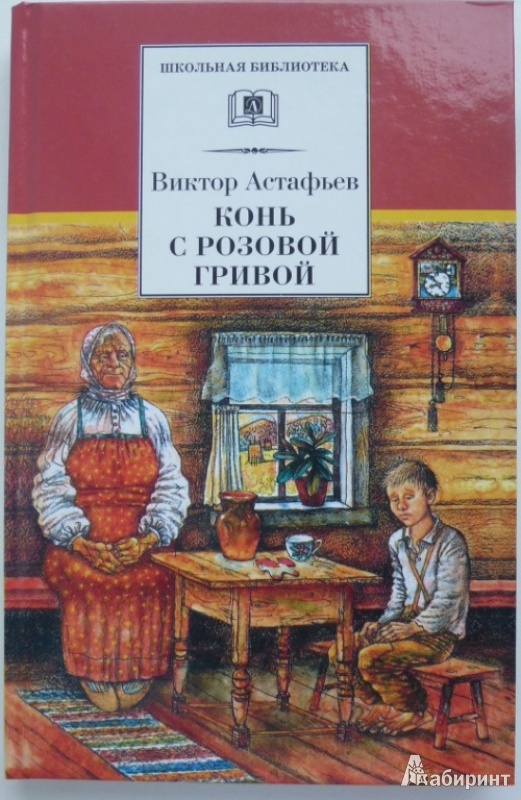 ШКОЛЬНАЯ БИБЛИОТЕКА
Виктор Астафьев
КОНЬ
С РОЗОВОЙ
ГРИВОЙ
Лабиринт